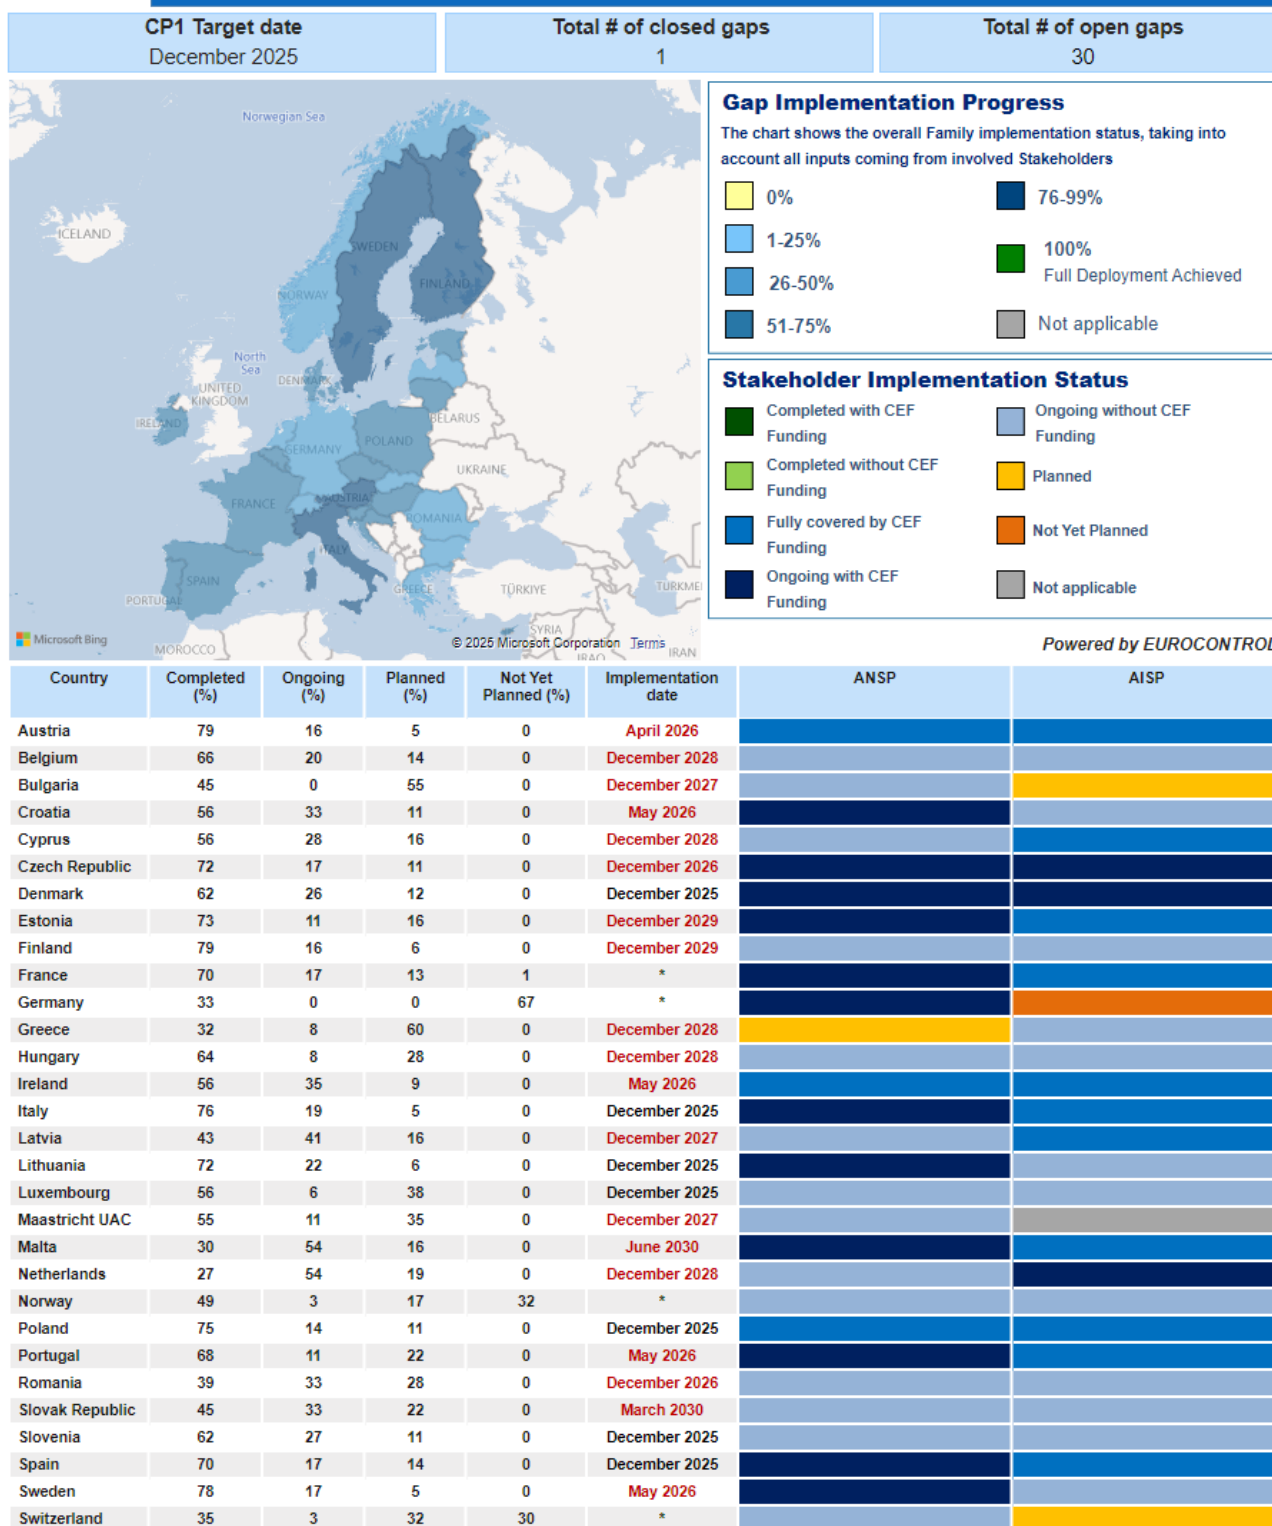 CP1 Target date
December 2025
Total # of closed gaps
1
Total # of open gaps
30
Norwegian Sea
ICELAND
SWEDEN
FINLAND
NORWAY
North
Sea
DENMARK
UNITED
KINGDOM
IRELAND
BELARUS
POLAND
GERMANY
UKRAINE
AUSTRIA
FRANCE
ROMANIA
ITALY
SPAIN
PORTUGAL
GREECE
TÜRKIYE
TURKMEI
SYRIA
MOROCCO
IRAQ
IRAN
Microsoft Bing
© 2025 Microsoft Corporation Terms
Gap Implementation Progress
The chart shows the overall Family implementation status, taking into
account all inputs coming from involved Stakeholders
0%
1-25%
26-50%
51-75%
76-99%
100%
Full Deployment Achieved
Not applicable
Stakeholder Implementation Status
Completed with CEF
Funding
Completed without CEF
Funding
Fully covered by CEF
Funding
Ongoing with CEF
Funding
Ongoing without CEF
Funding
Planned
Not Yet Planned
Not applicable
Powered by EUROCONTROL
Country Completed (%) Ongoing (%) Planned (%) Not Yet Planned (%) Implementation date ANSP AISP
Austria 79 16 5 0 April 2026
Belgium 66 20 14 0 December 2028
Bulgaria 45 0 55 0 December 2027
Croatia 56 33 11 0 May 2026
Cyprus 56 28 16 0 December 2028
Czech Republic 72 17 11 0 December 2026
Denmark 62 26 12 0 December 2025
Estonia 73 11 16 0 December 2029
Finland 79 16 6 0 December 2029
France 70 17 13 1 *
Germany 33 0 0 67 *
Greece 32 8 60 0 December 2028
Hungary 64 8 28 0 December 2028
Ireland 56 35 9 0 May 2026
Italy 76 19 5 0 December 2025
Latvia 43 41 16 0 December 2027
Lithuania 72 22 6 0 December 2025
Luxembourg 56 6 38 0 December 2025
Maastricht UAC 55 11 35 0 December 2027
Malta 30 54 16 0 June 2030
Netherlands 27 54 19 0 December 2028
Norway 49 3 17 32 *
Poland 75 14 11 0 December 2025
Portugal 68 11 22 0 May 2026
Romania 39 33 28 0 December 2026
Slovak Republic 45 33 22 0 March 2030
Slovenia 62 27 11 0 December 2025
Spain 70 17 14 0 December 2025
Sweden 78 17 5 0 May 2026
Switzerland 35 3 32 30 *